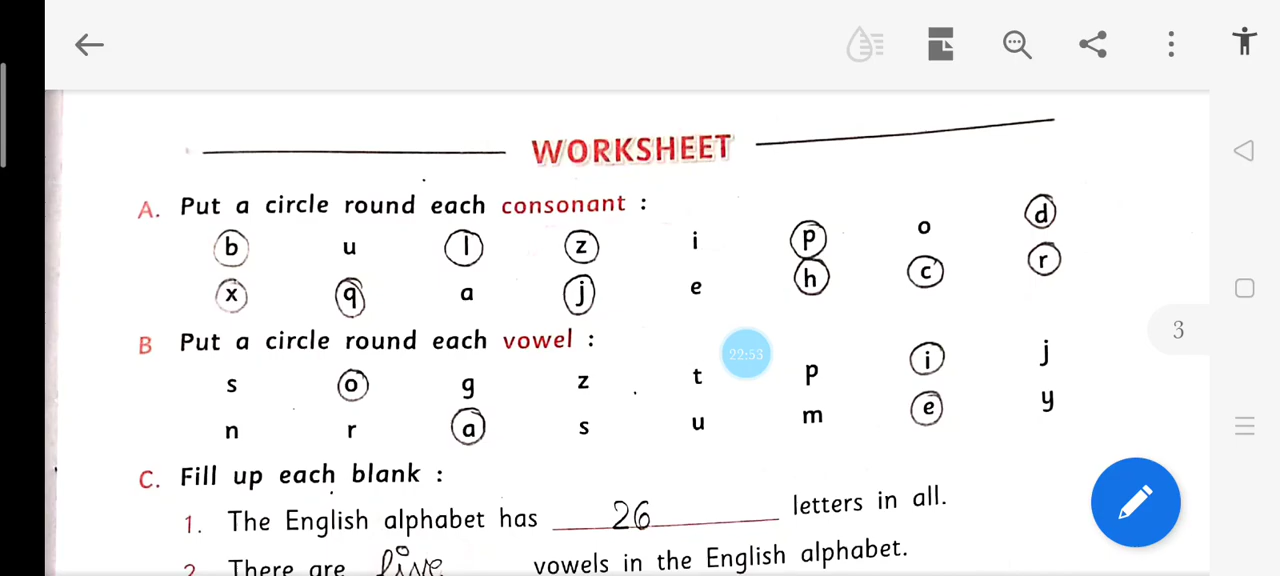 WORKSHEET
A. Put a circle round each consonant :
b u l z i p o d
x q a j e h c r
B Put a circle round each vowel :
22:53
s o g z t p i j
n r a s u m e y
3
C. Fill up each blank :
1. The English alphabet has 26 letters in all.
2. There are five vowels in the English alphabet.